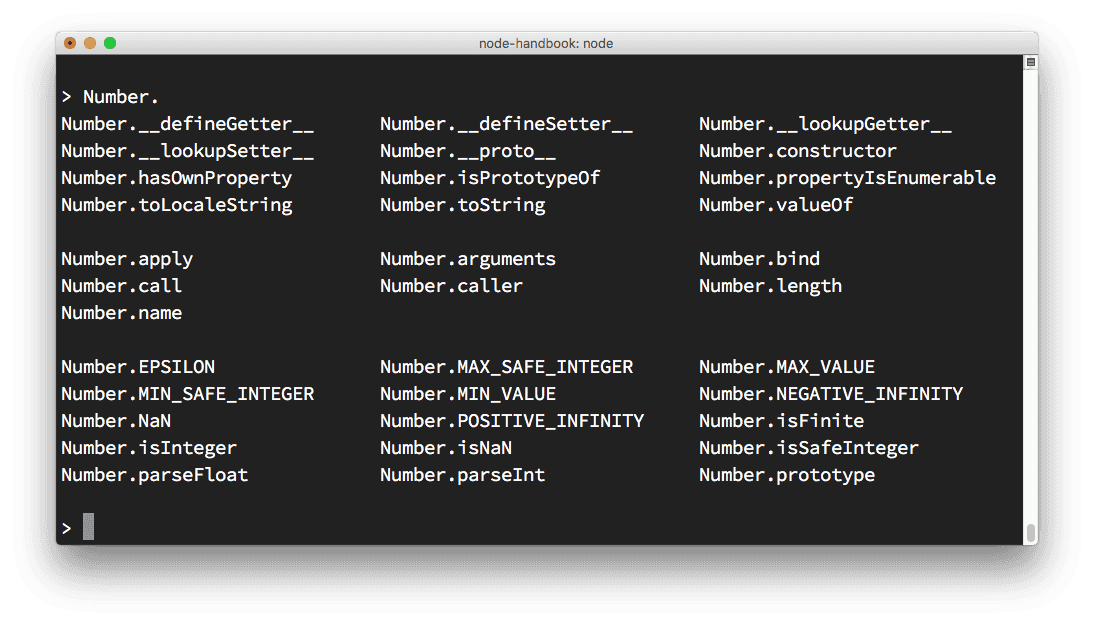 node-handbook: node
> Number.
Number.__defineGetter__ Number.__defineSetter__ Number.__lookupGetter__
Number.__lookupSetter__ Number.__proto__ Number.constructor
Number.hasOwnProperty Number.isPrototypeOf Number.propertyIsEnumerable
Number.toLocaleString Number.toString Number.valueOf
Number.apply Number.arguments Number.bind
Number.call Number.caller Number.length
Number.name
Number.EPSILON Number.MAX_SAFE_INTEGER Number.MAX_VALUE
Number.MIN_SAFE_INTEGER Number.MIN_VALUE Number.NEGATIVE_INFINITY
Number.NaN Number.POSITIVE_INFINITY Number.isFinite
Number.isInteger Number.isNaN Number.isSafeInteger
Number.parseFloat Number.parseInt Number.prototype
>